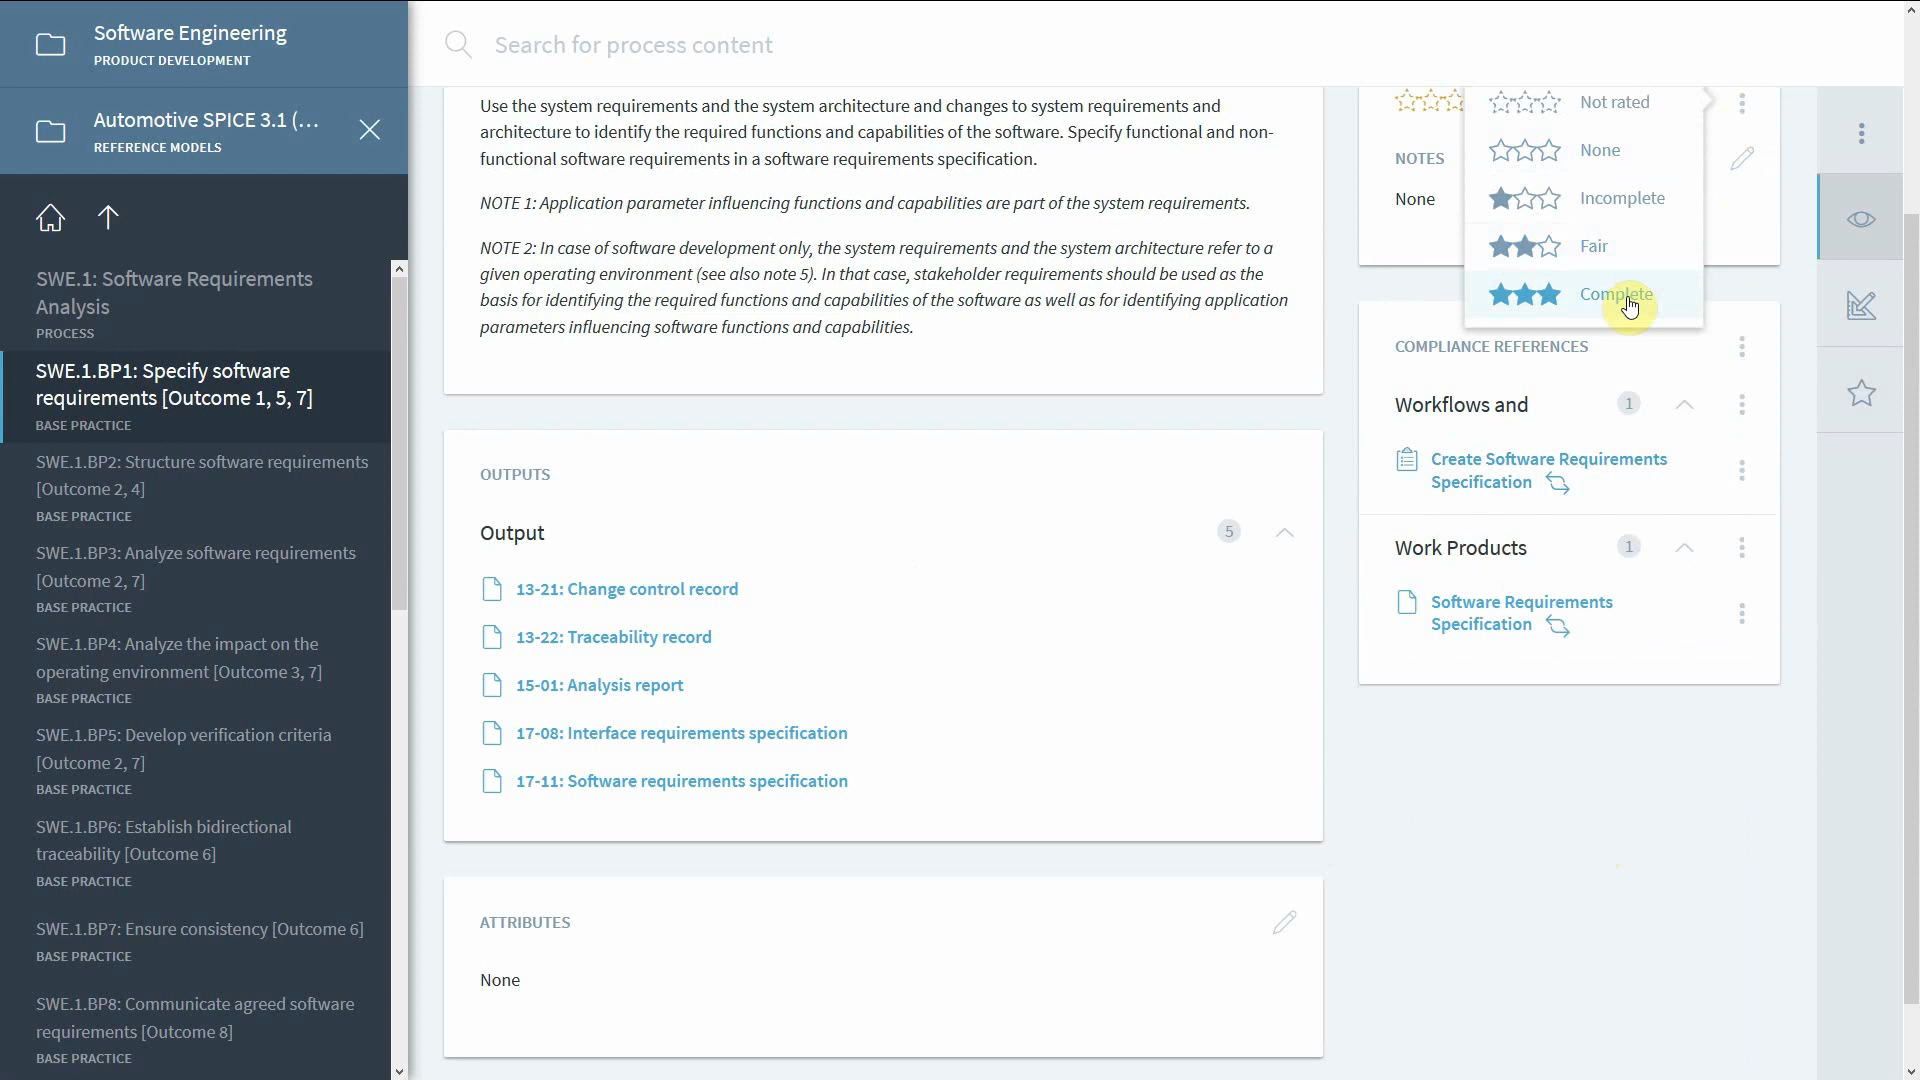 Software Engineering
PRODUCT DEVELOPMENT
Automotive SPICE 3.1 (...
REFERENCE MODELS
SWE.1: Software Requirements
Analysis
PROCESS
SWE.1.BP1: Specify software
requirements [Outcome 1, 5, 7]
BASE PRACTICE
SWE.1.BP2: Structure software requirements
[Outcome 2, 4]
BASE PRACTICE
SWE.1.BP3: Analyze software requirements
[Outcome 2, 7]
BASE PRACTICE
SWE.1.BP4: Analyze the impact on the
operating environment [Outcome 3, 7]
BASE PRACTICE
SWE.1.BP5: Develop verification criteria
[Outcome 2, 7]
BASE PRACTICE
SWE.1.BP6: Establish bidirectional
traceability [Outcome 6]
BASE PRACTICE
SWE.1.BP7: Ensure consistency [Outcome 6]
BASE PRACTICE
SWE.1.BP8: Communicate agreed software
requirements [Outcome 8]
BASE PRACTICE
Search for process content
Use the system requirements and the system architecture and changes to system requirements and
architecture to identify the required functions and capabilities of the software. Specify functional and non-
functional software requirements in a software requirements specification.
NOTE 1: Application parameter influencing functions and capabilities are part of the system requirements.
NOTE 2: In case of software development only, the system requirements and the system architecture refer to a
given operating environment (see also note 5). In that case, stakeholder requirements should be used as the
basis for identifying the required functions and capabilities of the software as well as for identifying application
parameters influencing software functions and capabilities.
OUTPUTS
Output 5
13-21: Change control record
13-22: Traceability record
15-01: Analysis report
17-08: Interface requirements specification
17-11: Software requirements specification
ATTRIBUTES
None
NOTES
None
Not rated
None
Incomplete
Fair
Complete
COMPLIANCE REFERENCES
Workflows and 1
Create Software Requirements
Specification
Work Products 1
Software Requirements
Specification